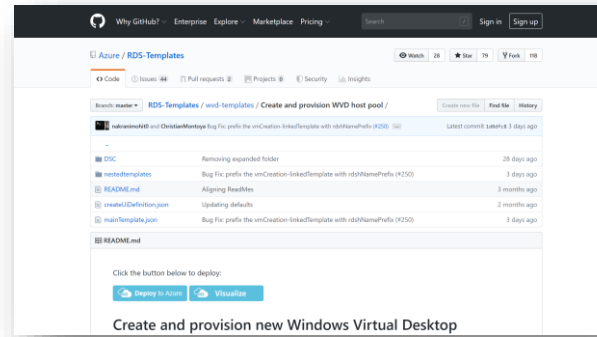 Why GitHub? Enterprise Explore Marketplace Pricing Search / Sign in Sign up
Azure / RDS-Templates Watch 28 Star 79 Fork 118
Code Issues 44 Pull requests 2 Projects 0 Security Insights
Branch: master RDS-Templates / wvd-templates / Create and provision WVD host pool / Create new file Find file History
nakranimohit0 and ChristianMontoya Bug Fix: prefix the vmCreation-linkedTemplate with rdshNamePrefix (#250) ... Latest commit 3 days ago
..
DSC Removing expanded folder 28 days ago
nestedtemplates Bug Fix: prefix the vmCreation-linkedTemplate with rdshNamePrefix (#250) 3 days ago
README.md Aligning ReadMes 3 months ago
createUiDefinition.json Updating defaults 2 months ago
mainTemplate.json Bug Fix: prefix the vmCreation-linkedTemplate with rdshNamePrefix (#250) 3 days ago
README.md
Click the button below to deploy:
Deploy to Azure Visualize
Create and provision new Windows Virtual Desktop